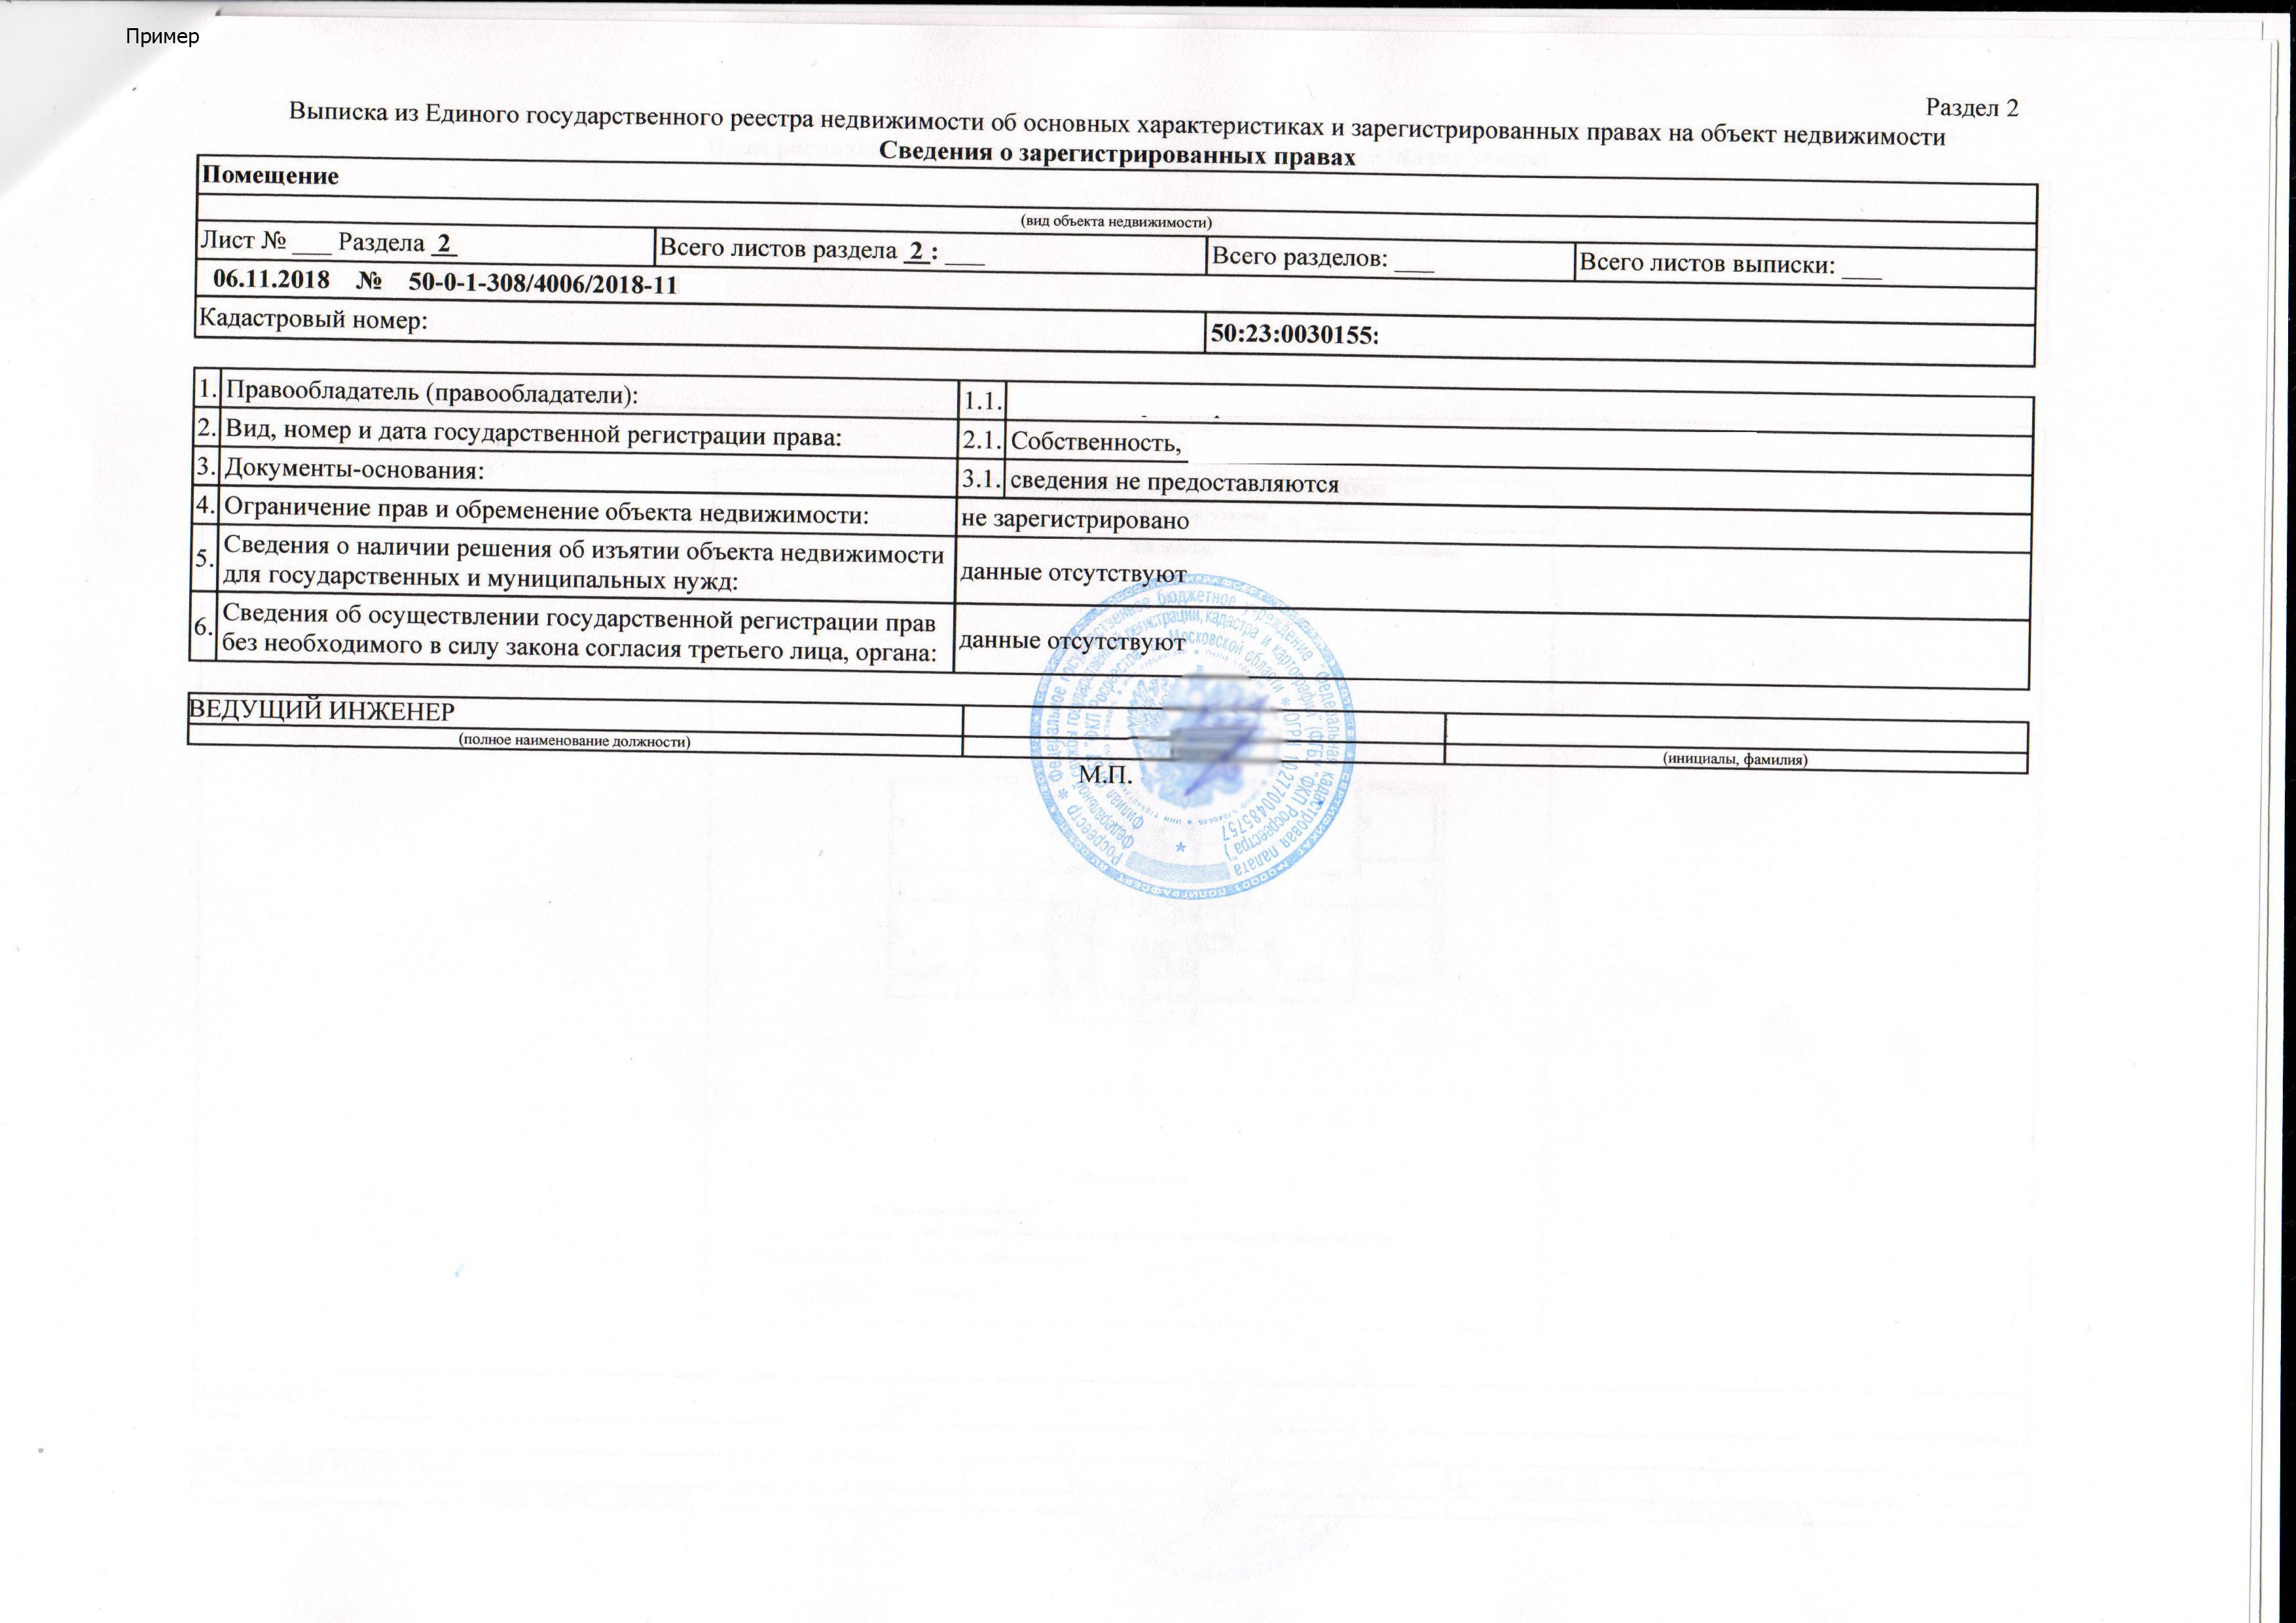 Пример
Раздел 2
Выписка из Единого государственного реестра недвижимости об основных характеристиках и зарегистрированных правах на объект недвижимости
Сведения о зарегистрированных правах
Помещение
(вид объекта недвижимости)
Лист № ___ Раздела 2 Всего листов раздела 2 : ___ Всего разделов: ___ Всего листов выписки: ___
06.11.2018 № 50-0-1-308/4006/2018-11
Кадастровый номер: 50:23:0030155:
1. Правообладатель (правообладатели): 1.1.
2. Вид, номер и дата государственной регистрации права: 2.1. Собственность,
3. Документы-основания: 3.1. сведения не предоставляются
4. Ограничение прав и обременение объекта недвижимости: не зарегистрировано
5. Сведения о наличии решения об изъятии объекта недвижимости
для государственных и муниципальных нужд: данные отсутствуют
6. Сведения об осуществлении государственной регистрации прав
без необходимого в силу закона согласия третьего лица, органа: данные отсутствуют
ВЕДУЩИЙ ИНЖЕНЕР
(полное наименование должности) (инициалы, фамилия)
М.П.
Росреестр * Федеральное государственное бюджетное учреждение "Федеральная кадастровая палата
Федеральной службы государственной регистрации, кадастра и картографии" (ФГБУ "ФКП Росреестра")
Филиал ФГБУ "ФКП Росреестра" Московской области * ОГРН 1027700485757